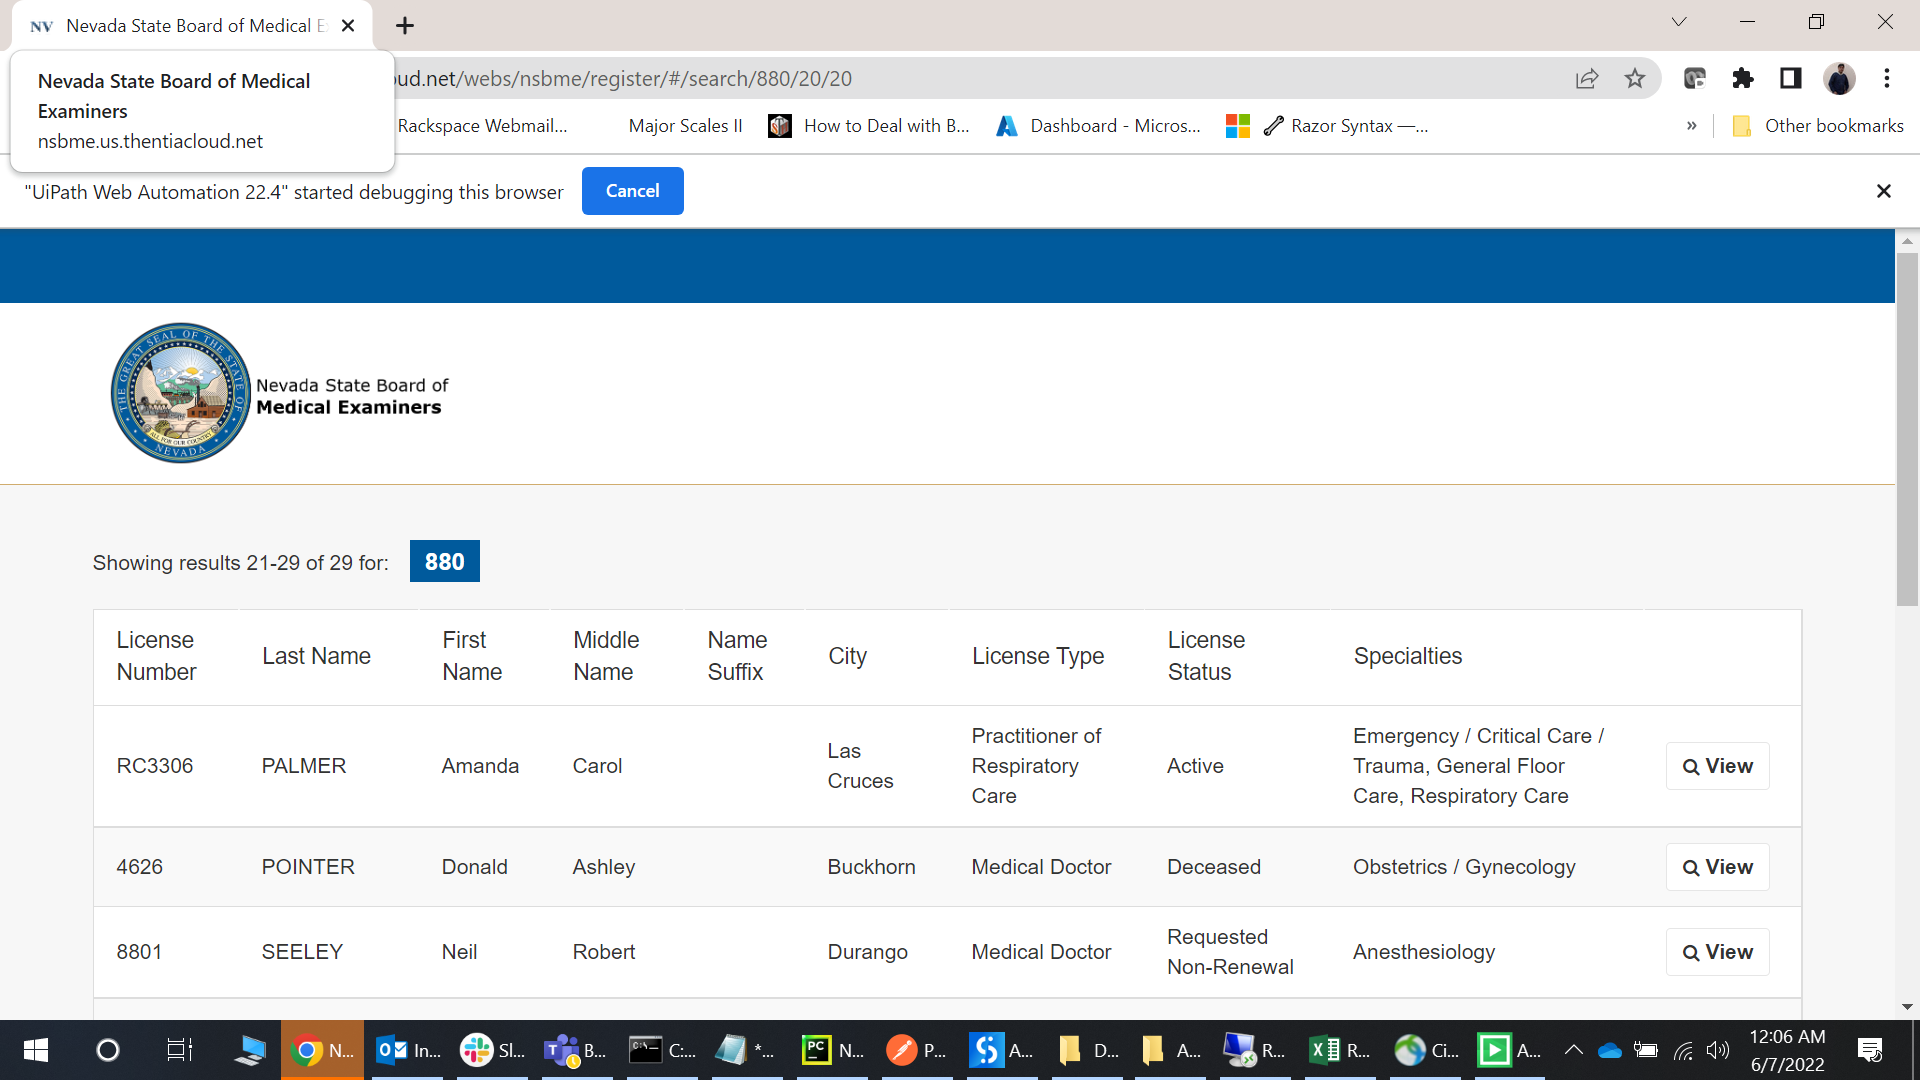 NV Nevada State Board of Medical E
Nevada State Board of Medical
Examiners
nsbme.us.thentiacloud.net
oud.net/webs/nsbme/register/#/search/880/20/20
Rackspace Webmail... Major Scales II How to Deal with B... Dashboard - Micros... Razor Syntax —... » Other bookmarks
"UiPath Web Automation 22.4" started debugging this browser Cancel
THE GREAT SEAL OF THE STATE OF NEVADA
ALL FOR OUR COUNTRY
Nevada State Board of
Medical Examiners
Showing results 21-29 of 29 for: 880
License Number Last Name First Name Middle Name Name Suffix City License Type License Status Specialties
RC3306 PALMER Amanda Carol Las Cruces Practitioner of Respiratory Care Active Emergency / Critical Care / Trauma, General Floor Care, Respiratory Care View
4626 POINTER Donald Ashley Buckhorn Medical Doctor Deceased Obstetrics / Gynecology View
8801 SEELEY Neil Robert Durango Medical Doctor Requested Non-Renewal Anesthesiology View
N... In... Sl... B... C:... *... N... P... A... D... A... R... R... Ci... A...
12:06 AM
6/7/2022